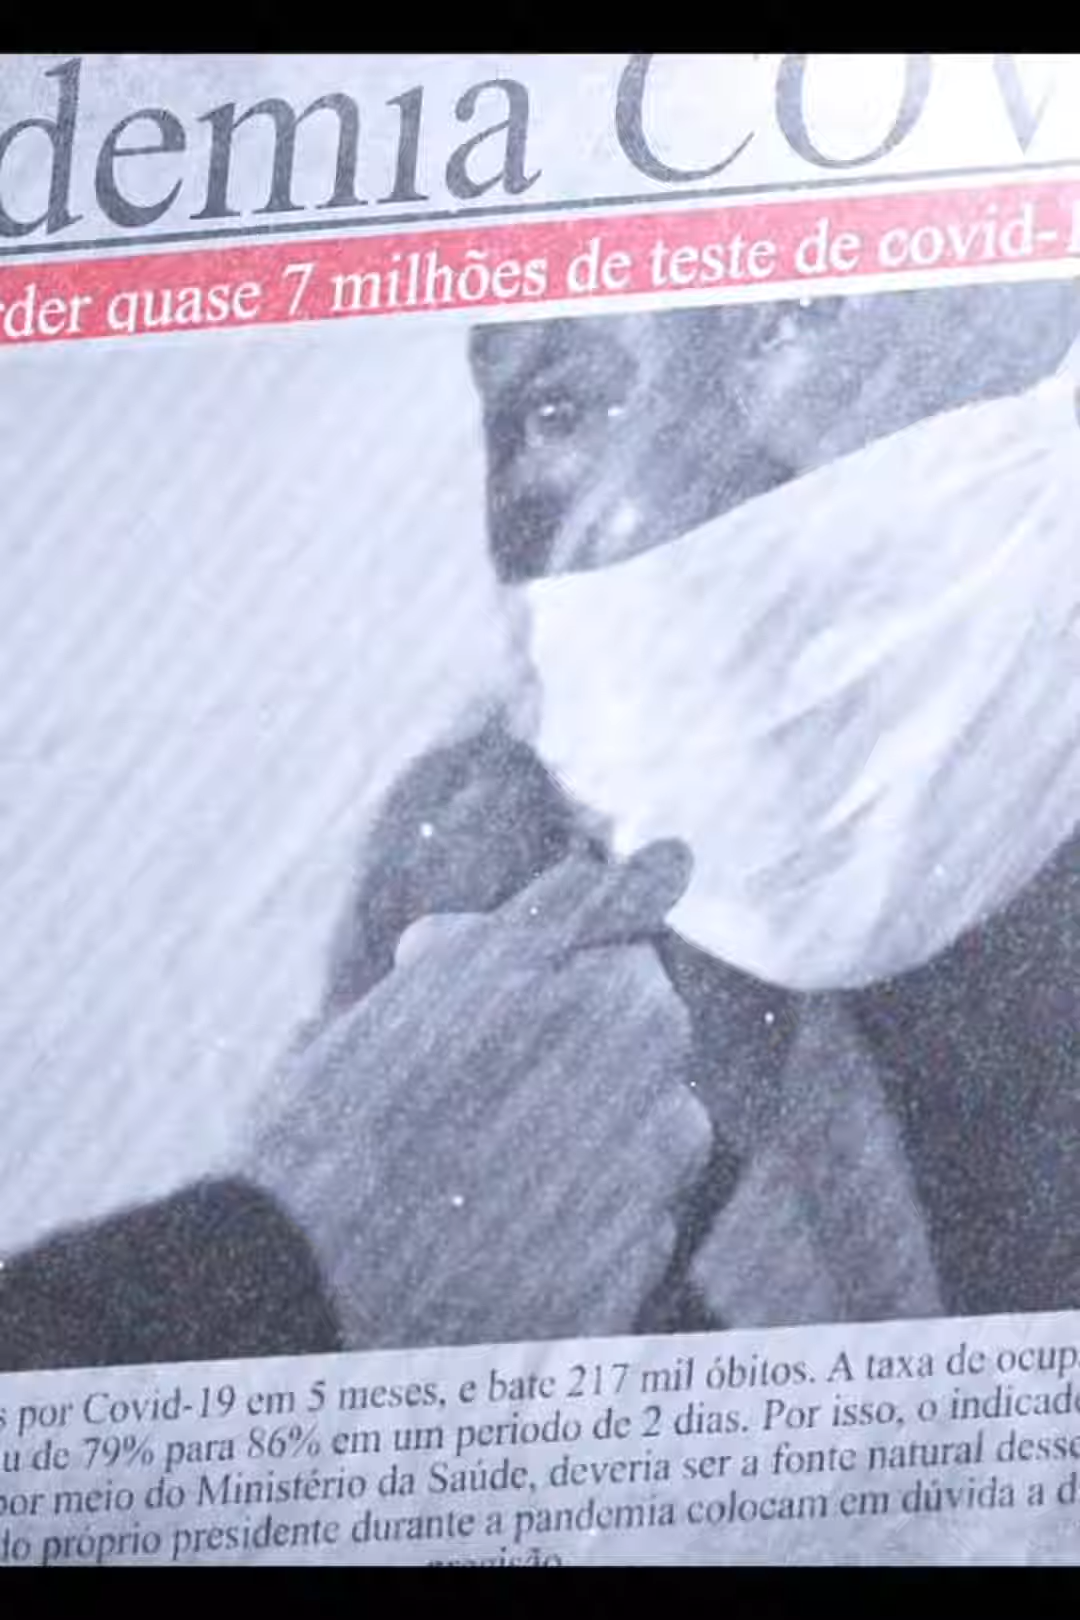 demia COV
rder quase 7 milhões de teste de covid-1
s por Covid-19 em 5 meses, e bate 217 mil óbitos. A taxa de ocup
u de 79% para 86% em um periodo de 2 dias. Por isso, o indicad
por meio do Ministério da Saúde, deveria ser a fonte natural dess
do próprio presidente durante a pandemia colocam em dúvida a d